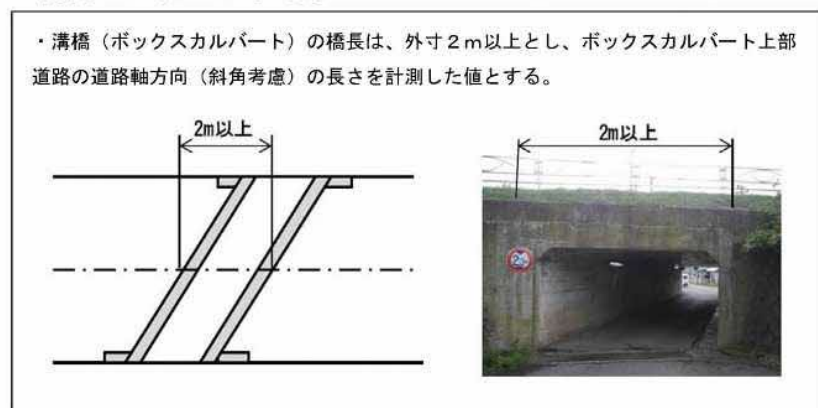 ・溝橋(ボックスカルバート)の橋長は、外寸2m以上とし、ボックスカルバート上部
道路の道路軸方向(斜角考慮)の長さを計測した値とする。
2m以上
2m以上